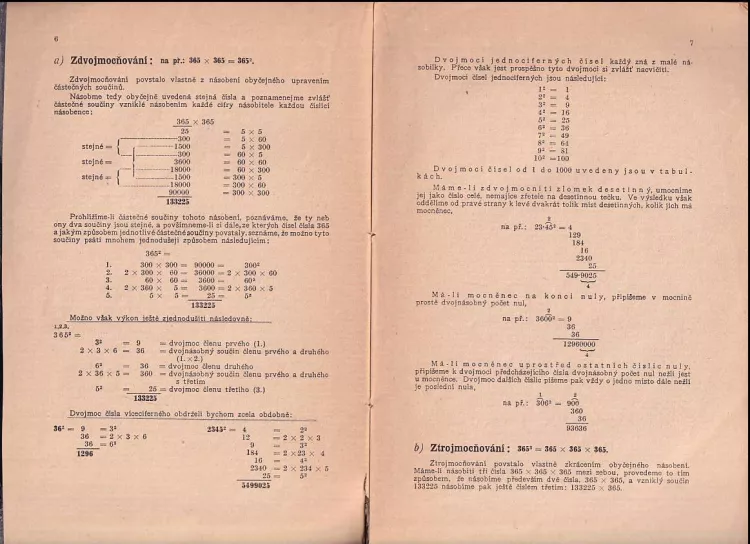 6
a) Zdvojmocňování: na př.: 365 × 365 = 365².
Zdvojmocňování povstalo vlastně z násobení obyčejného upravením
částečných součinů.
Násobme tedy obyčejně uvedená stejná čísla a poznamenejme zvlášť
částečné součiny vzniklé násobením každé cifry násobitele každou číslicí
násobence:
365 × 365
25 = 5 × 5
300 = 5 × 60
stejné = 1500 = 5 × 300
300 = 60 × 5
stejné = 3600 = 60 × 60
18000 = 60 × 300
stejné = 1500 = 300 × 5
18000 = 300 × 60
90000 = 300 × 300
133225
Prohlížíme-li částečné součiny tohoto násobení, poznáváme, že ty neb
ony dva součiny jsou stejné, a povšimneme-li si dále, ze kterých čísel čísla 365
a jakým způsobem jednotlivé částečné součiny povstaly, seznáme, že možno tyto
součiny psáti mnohem jednodušeji způsobem následujícím:
365² =
1. 300 × 300 = 90000 = 300²
2. 2 × 300 × 60 = 36000 = 2 × 300 × 60
3. 60 × 60 = 3600 = 60²
4. 2 × 360 × 5 = 3600 = 2 × 360 × 5
5. 5 × 5 = 25 = 5²
133225
Možno však výkon ještě zjednodušiti následovně:
1.2.3.
365² =
3² = 9 = dvojmoc členu prvého (1.)
2 × 3 × 6 = 36 = dvojnásobný součin členu prvého a druhého
(1. × 2.)
6² = 36 = dvojmoc členu druhého
2 × 36 × 5 = 360 = dvojnásobný součin členu prvého a druhého
s třetím
5² = 25 = dvojmoc členu třetího (3.)
133225
Dvojmoc čísla víceciferného obdrželi bychom zcela obdobně:
36² = 9 = 3² 2345² = 4 = 2²
36 = 2 × 3 × 6 12 = 2 × 2 × 3
36 = 6² 9 = 3²
1296 184 = 2 × 23 × 4
16 = 4²
2340 = 2 × 234 × 5
25 = 5²
5499025
7
Dvojmoci jednociferných čísel každý zná z malé ná-
sobilky. Přece však jest prospěšno tyto dvojmoci si zvlášť nacvičiti.
Dvojmoci čísel jednociferných jsou následující:
1² = 1
2² = 4
3² = 9
4² = 16
5² = 25
6² = 36
7² = 49
8² = 64
9² = 81
10² = 100
Dvojmoci čísel od 1 do 1000 uvedeny jsou v tabul-
kách.
Máme-li zdvojmocniti zlomek desetinný, umocníme
jej jako číslo celé, nemajíce zřetele na desetinnou tečku. Ve výsledku však
oddělíme od pravé strany k levé dvakrát tolik míst desetinných, kolik jich má
mocněnec,
2
na př.: 23·45² = 4
129
184
16
2340
25
549·9025
4
Má-li mocněnec na konci nuly, připíšeme v mocnině
prostě dvojnásobný počet nul,
2
na př.: 3600² = 9
36
36
12960000
4
Má-li mocněnec uprostřed ostatních číslic nuly,
připíšeme k dvojmoci předcházejícího čísla dvojnásobný počet nul nežli jest
u mocněnce. Dvojmoc dalších číslic píšme pak vždy o jedno místo dále nežli
je poslední nula,
1 2
na př.: 306² = 900
360
36
93636
b) Ztrojmocňování: 365³ = 365 × 365 × 365.
Ztrojmocňování povstalo vlastně zkrácením obyčejného násobení.
Máme-li násobiti tři čísla 365 × 365 × 365 mezi sebou, provedeme to tím
způsobem, že násobíme především dvě čísla, 365 × 365, a vzniklý součin
133225 násobíme pak ještě číslem třetím: 133225 × 365.